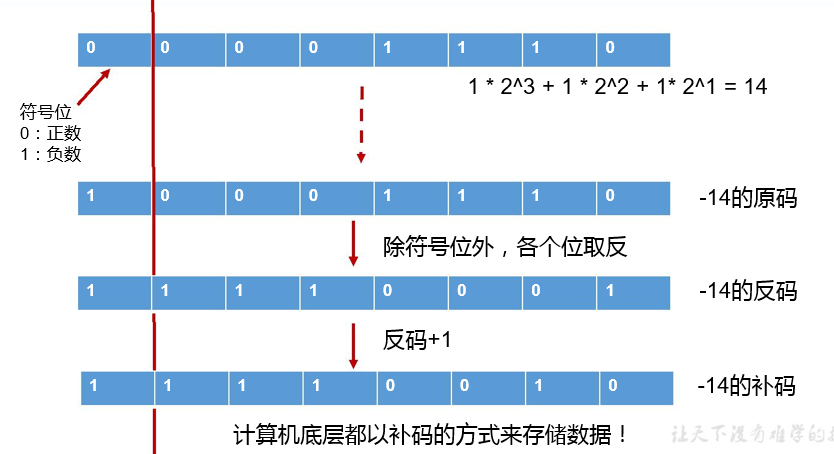 0 0 0 0 1 1 1 0
1 * 2^3 + 1 * 2^2 + 1* 2^1 = 14
符号位
0：正数
1：负数
1 0 0 0 1 1 1 0 -14的原码
除符号位外，各个位取反
1 1 1 1 0 0 0 1 -14的反码
反码+1
1 1 1 1 0 0 1 0 -14的补码
计算机底层都以补码的方式来存储数据！
让天下没有难学的